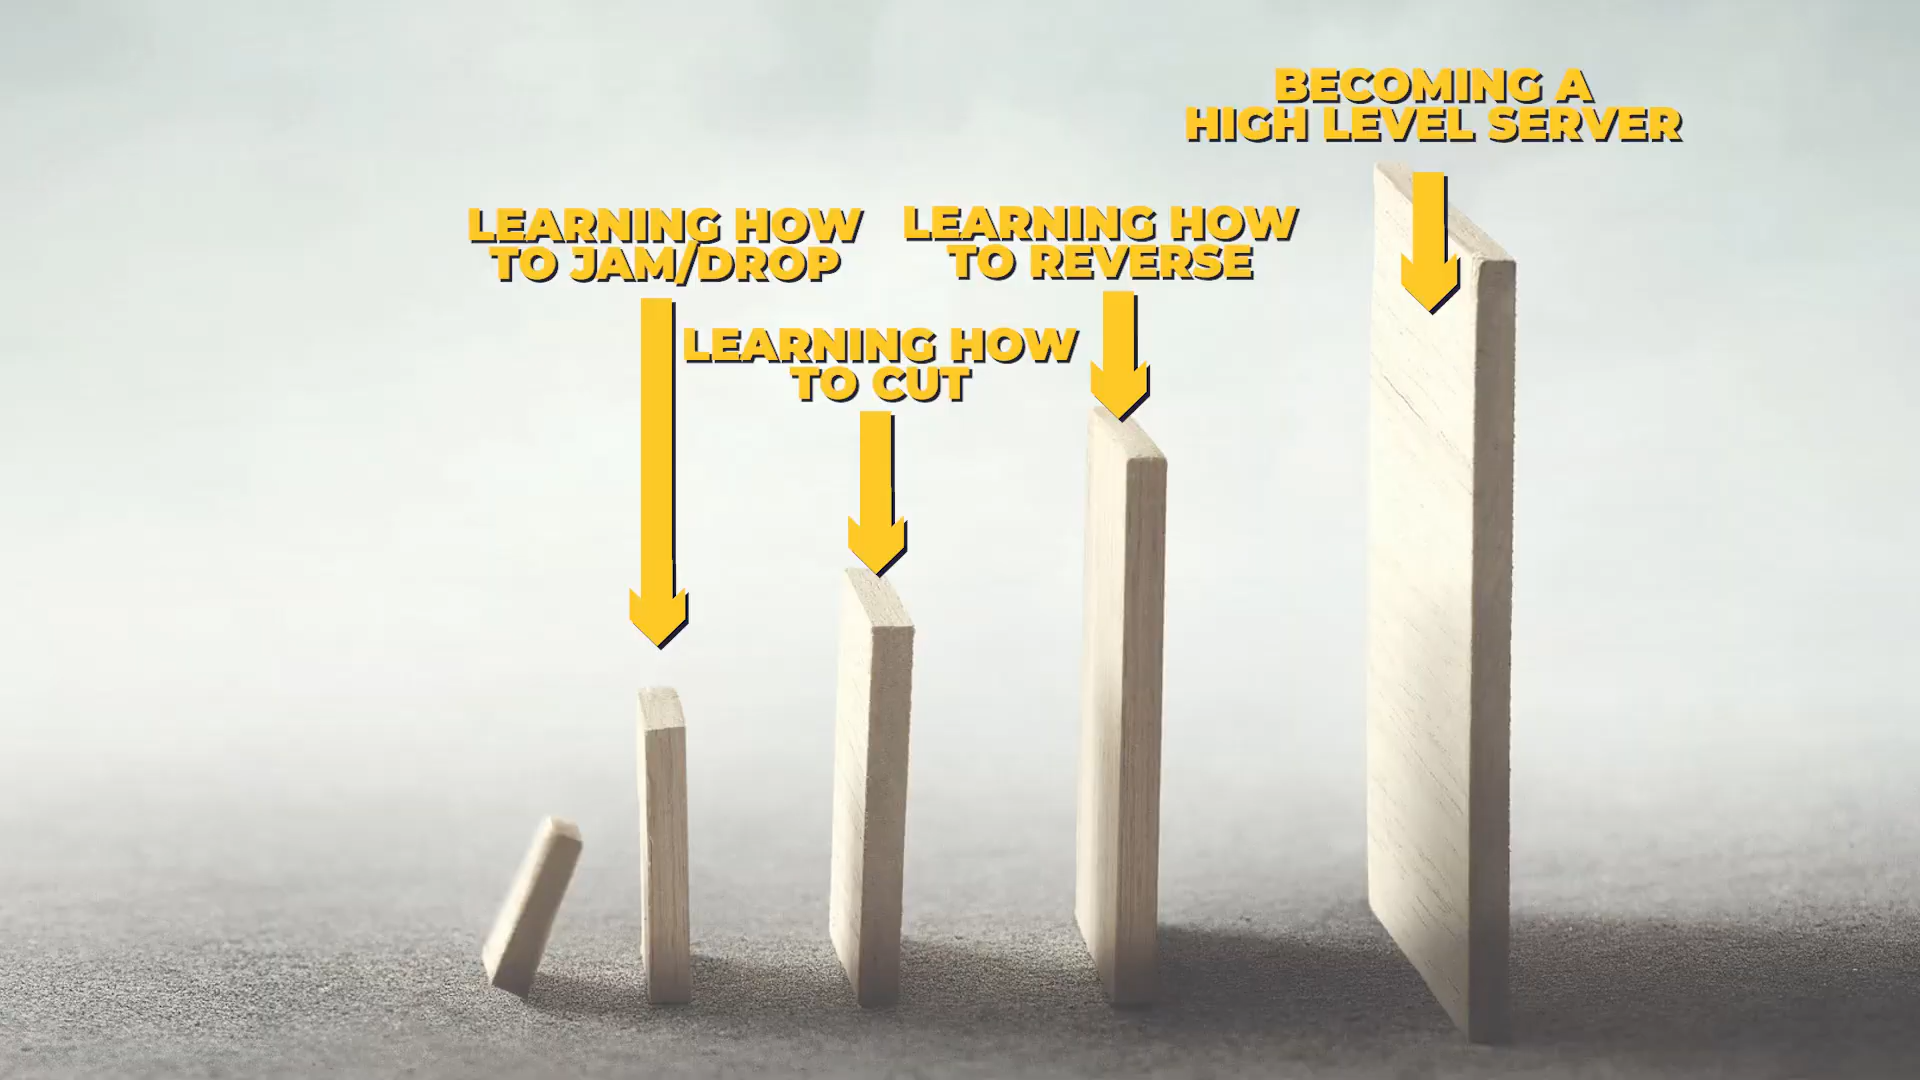 BECOMING A
HIGH LEVEL SERVER
LEARNING HOW
TO JAM/DROP
LEARNING HOW
TO REVERSE
LEARNING HOW
TO CUT